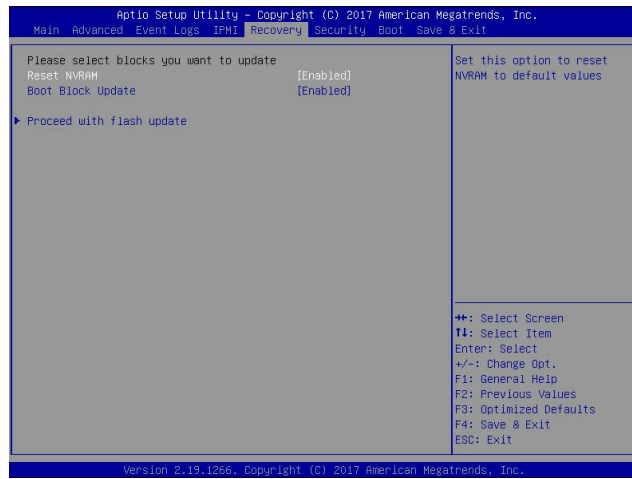 Aptio Setup Utility – Copyright (C) 2017 American Megatrends, Inc.
Main Advanced Event Logs IPMI Recovery Security Boot Save & Exit
Please select blocks you want to update
Reset NVRAM [Enabled]
Boot Block Update [Enabled]
▶ Proceed with flash update
Set this option to reset
NVRAM to default values
→←: Select Screen
↑↓: Select Item
Enter: Select
+/-: Change Opt.
F1: General Help
F2: Previous Values
F3: Optimized Defaults
F4: Save & Exit
ESC: Exit
Version 2.19.1266. Copyright (C) 2017 American Megatrends, Inc.